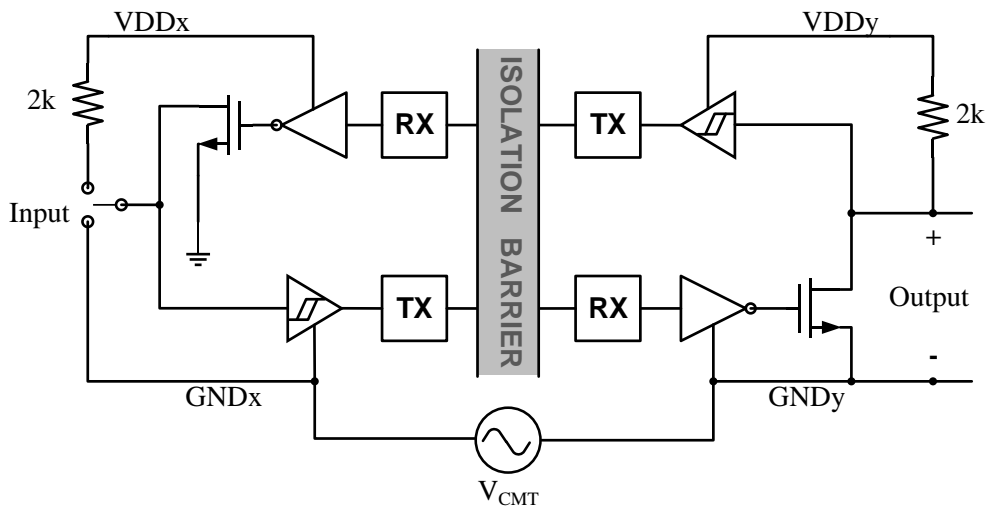 VDDx
VDDy
2k
RX
ISOLATION BARRIER
TX
2k
Input
+
TX
RX
Output
-
GNDx
GNDy
VCMT